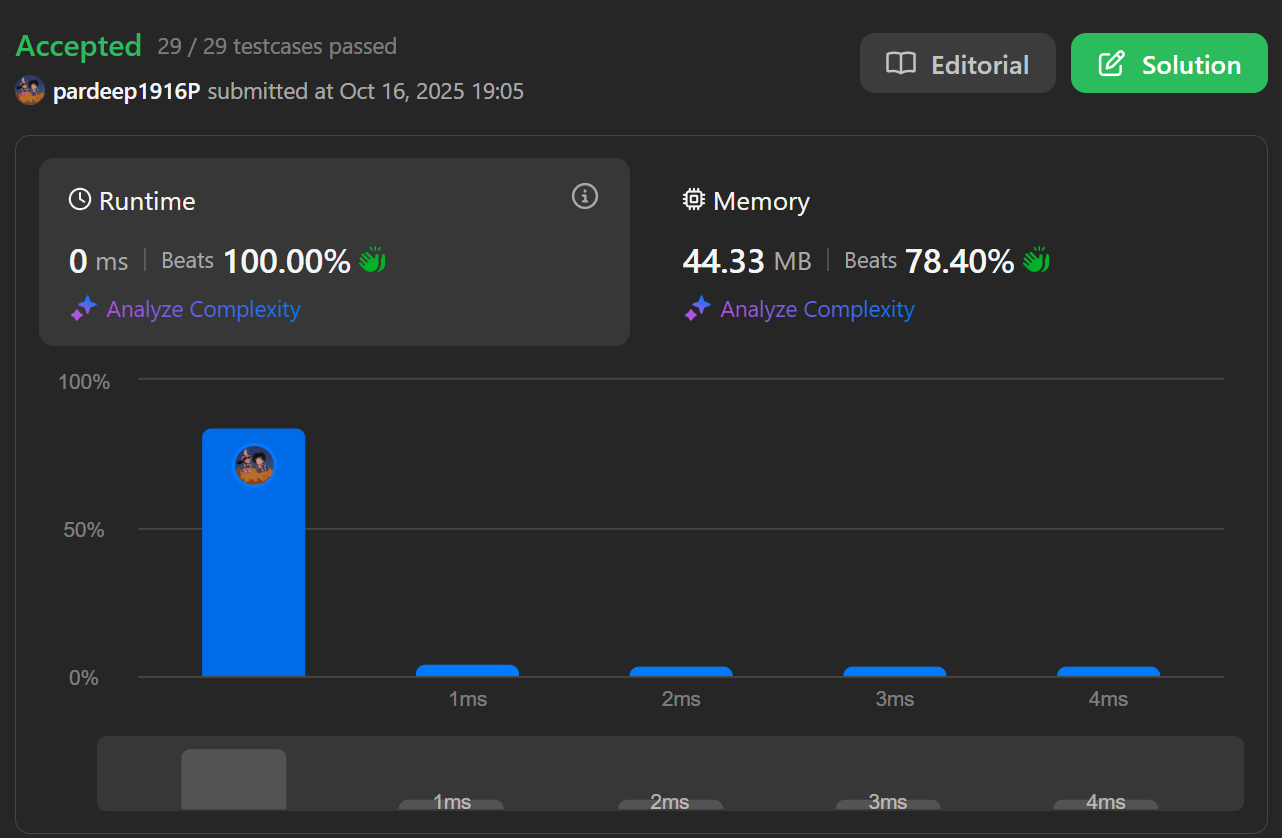 Accepted 29 / 29 testcases passed
Editorial
Solution
pardeep1916P submitted at Oct 16, 2025 19:05
Runtime
0 ms | Beats 100.00%
Analyze Complexity
Memory
44.33 MB | Beats 78.40%
Analyze Complexity
100%
50%
0%
1ms 2ms 3ms 4ms
1ms 2ms 3ms 4ms